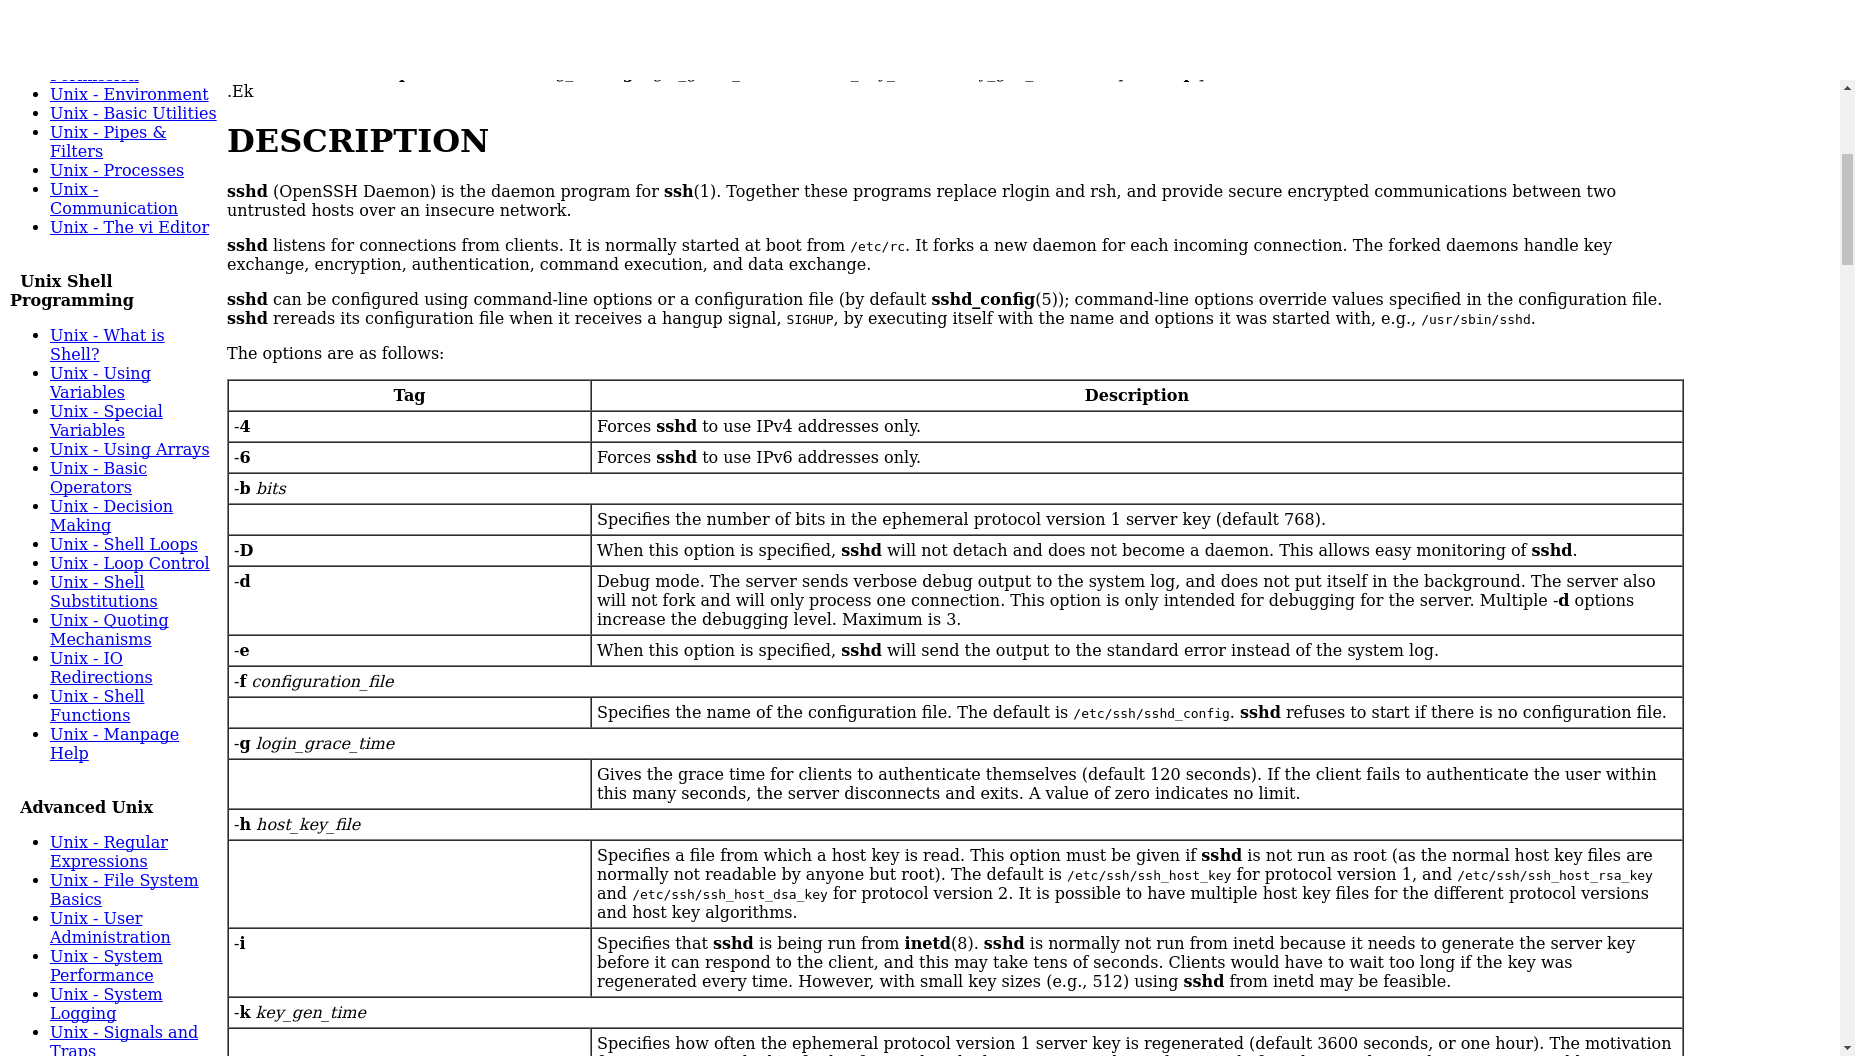 Unix - Environment
Unix - Basic Utilities
Unix - Pipes &
Filters
Unix - Processes
Unix -
Communication
Unix - The vi Editor
Unix Shell
Programming
Unix - What is
Shell?
Unix - Using
Variables
Unix - Special
Variables
Unix - Using Arrays
Unix - Basic
Operators
Unix - Decision
Making
Unix - Shell Loops
Unix - Loop Control
Unix - Shell
Substitutions
Unix - Quoting
Mechanisms
Unix - IO
Redirections
Unix - Shell
Functions
Unix - Manpage
Help
Advanced Unix
Unix - Regular
Expressions
Unix - File System
Basics
Unix - User
Administration
Unix - System
Performance
Unix - System
Logging
Unix - Signals and
Traps
.Ek
DESCRIPTION
sshd (OpenSSH Daemon) is the daemon program for ssh(1). Together these programs replace rlogin and rsh, and provide secure encrypted communications between two
untrusted hosts over an insecure network.
sshd listens for connections from clients. It is normally started at boot from /etc/rc. It forks a new daemon for each incoming connection. The forked daemons handle key
exchange, encryption, authentication, command execution, and data exchange.
sshd can be configured using command-line options or a configuration file (by default sshd_config(5)); command-line options override values specified in the configuration file.
sshd rereads its configuration file when it receives a hangup signal, SIGHUP, by executing itself with the name and options it was started with, e.g., /usr/sbin/sshd.
The options are as follows:
Tag Description
-4 Forces sshd to use IPv4 addresses only.
-6 Forces sshd to use IPv6 addresses only.
-b bits
Specifies the number of bits in the ephemeral protocol version 1 server key (default 768).
-D When this option is specified, sshd will not detach and does not become a daemon. This allows easy monitoring of sshd.
-d Debug mode. The server sends verbose debug output to the system log, and does not put itself in the background. The server also
will not fork and will only process one connection. This option is only intended for debugging for the server. Multiple -d options
increase the debugging level. Maximum is 3.
-e When this option is specified, sshd will send the output to the standard error instead of the system log.
-f configuration_file
Specifies the name of the configuration file. The default is /etc/ssh/sshd_config. sshd refuses to start if there is no configuration file.
-g login_grace_time
Gives the grace time for clients to authenticate themselves (default 120 seconds). If the client fails to authenticate the user within
this many seconds, the server disconnects and exits. A value of zero indicates no limit.
-h host_key_file
Specifies a file from which a host key is read. This option must be given if sshd is not run as root (as the normal host key files are
normally not readable by anyone but root). The default is /etc/ssh/ssh_host_key for protocol version 1, and /etc/ssh/ssh_host_rsa_key
and /etc/ssh/ssh_host_dsa_key for protocol version 2. It is possible to have multiple host key files for the different protocol versions
and host key algorithms.
-i Specifies that sshd is being run from inetd(8). sshd is normally not run from inetd because it needs to generate the server key
before it can respond to the client, and this may take tens of seconds. Clients would have to wait too long if the key was
regenerated every time. However, with small key sizes (e.g., 512) using sshd from inetd may be feasible.
-k key_gen_time
Specifies how often the ephemeral protocol version 1 server key is regenerated (default 3600 seconds, or one hour). The motivation